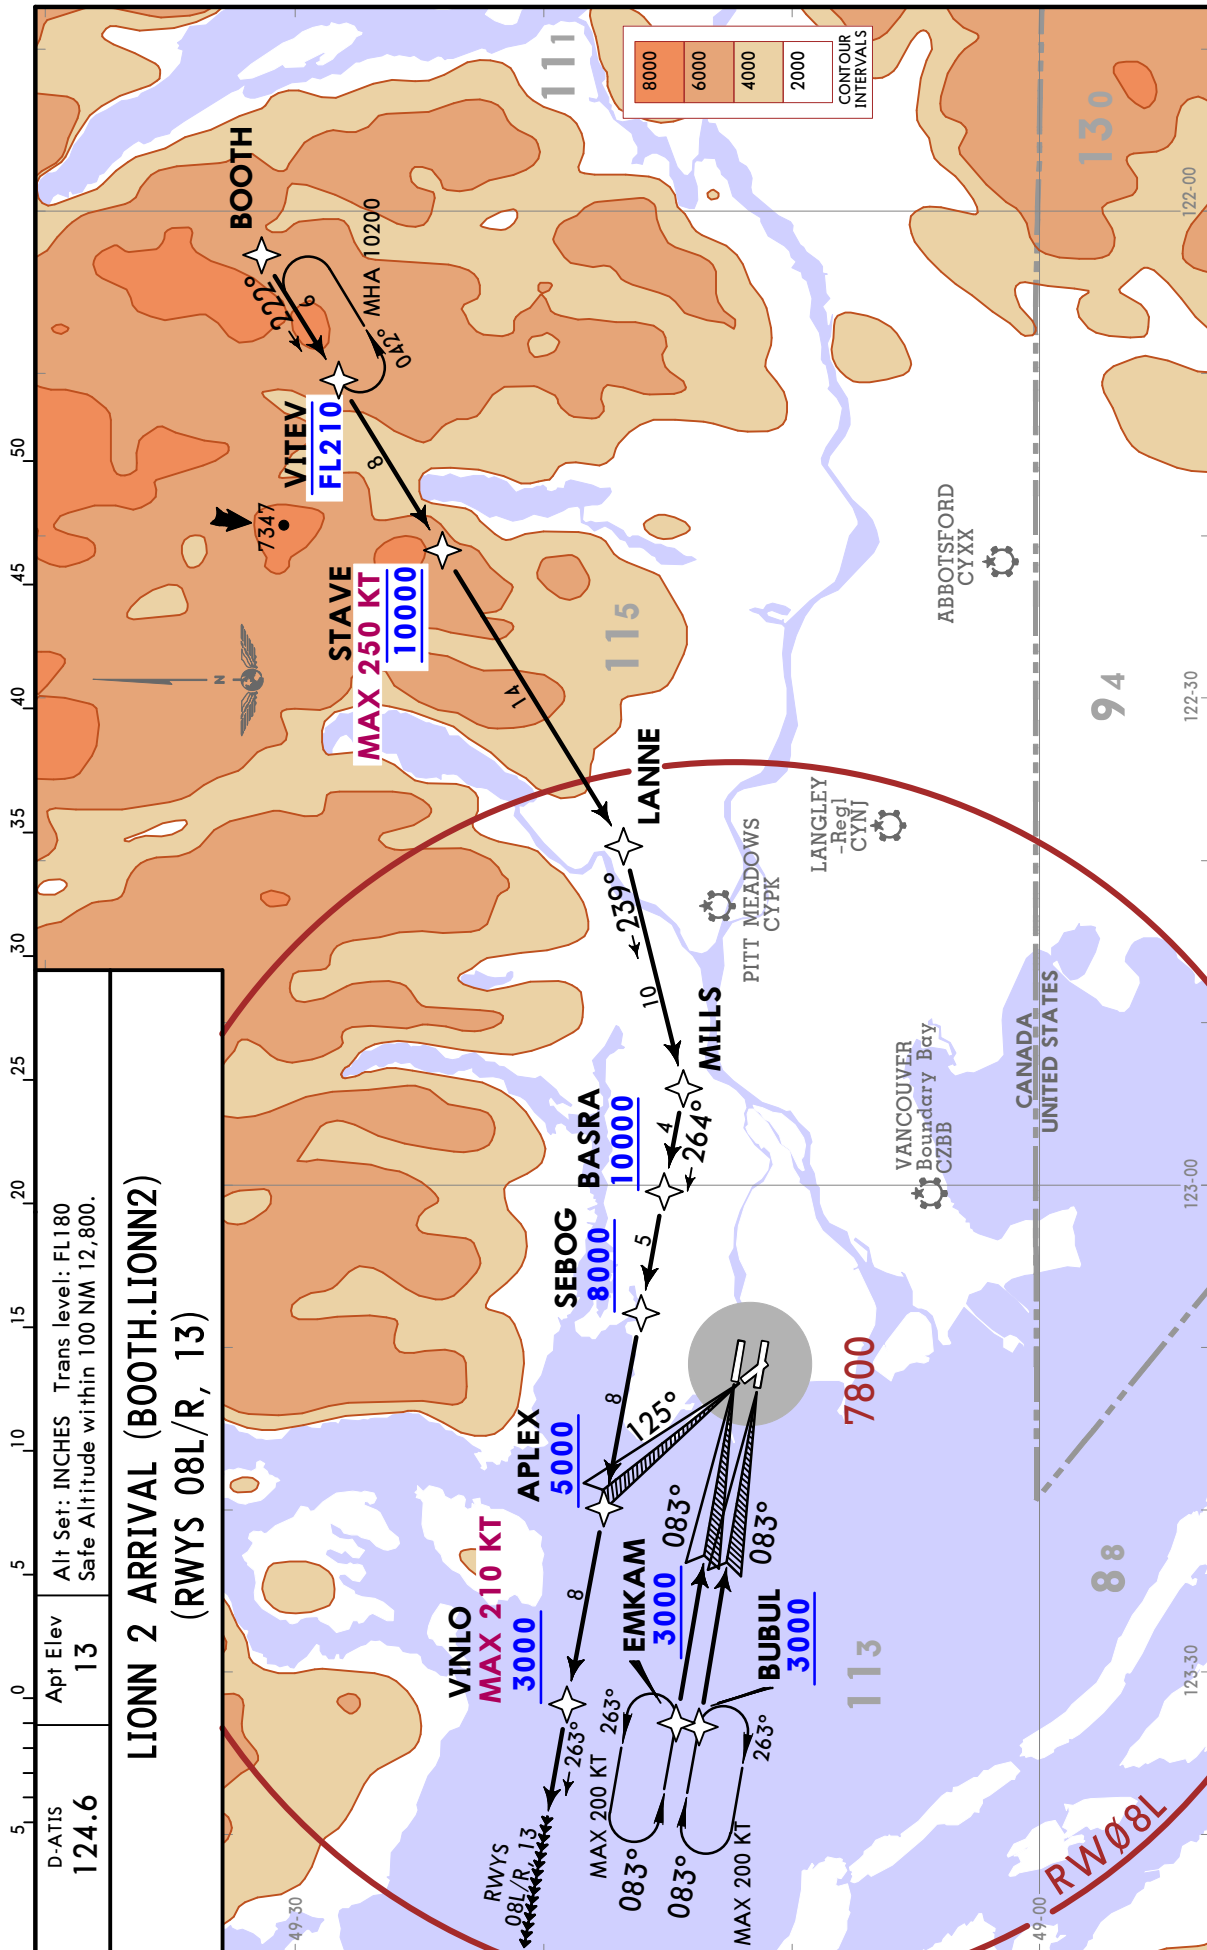 D-ATIS
124.6
Apt Elev
13
Alt Set: INCHES Trans level: FL180
Safe Altitude within 100 NM 12,800.
LIONN 2 ARRIVAL (BOOTH.LIONN2)
(RWYS 08L/R, 13)
5
0
5
10
15
20
25
30
35
40
45
50
BOOTH
222°
6
042°
MHA 10200
VITEV
FL210
8
7347
N
STAVE
MAX 250 KT
10000
14
LANNE
239°
10
MILLS
264°
4
BASRA
10000
5
SEBOG
8000
8
APLEX
5000
125°
8
VINLO
MAX 210 KT
3000
263°
RWYS
08L/R, 13
EMKAM
3000
083°
083°
BUBUL
3000
263°
263°
MAX 200 KT
083°
083°
MAX 200 KT
7800
RWØ8L
PITT MEADOWS
CYPK
LANGLEY
-Regl
CYNJ
ABBOTSFORD
CYXX
VANCOUVER
Boundary Bay
CZBB
CANADA
UNITED STATES
111
130
115
94
88
113
8000
6000
4000
2000
CONTOUR
INTERVALS
49-30
49-00
123-30
123-00
122-30
122-00